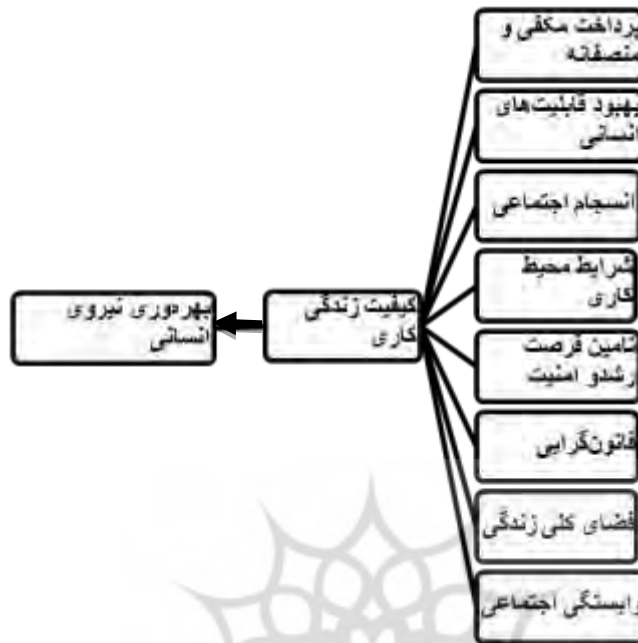 پرداخت مکفی و
منصفانه
بهبود قابلیت‌های
انسانی
انسجام اجتماعی
شرایط محیط
کاری
تامین فرصت
رشدو امنیت
قانون‌گرایی
فضای کلی زندگی
وابستگی اجتماعی
کیفیت زندگی
کاری
بهره‌وری نیروی
انسانی